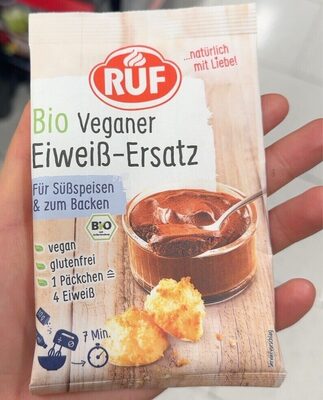 ...natürlich
mit Liebe!
RUF
Bio Veganer
Eiweiß-Ersatz
Für Süßspeisen
& zum Backen
BIO
vegan
glutenfrei
1 Päckchen ≙
4 Eiweiß
7 Min.